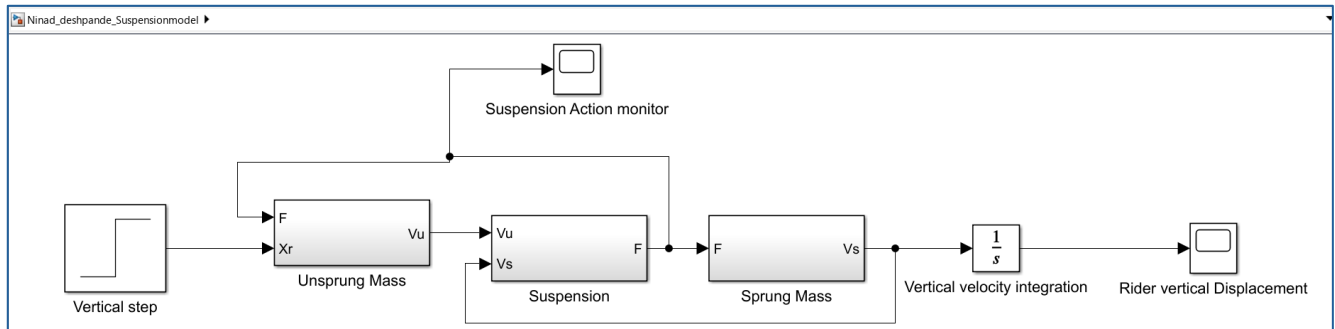 Ninad_deshpande_Suspensionmodel
Suspension Action monitor
F
Xr
Vu
Unsprung Mass
Vertical step
Vu
Vs
F
Suspension
F
Vs
Sprung Mass
1
s
Vertical velocity integration
Rider vertical Displacement